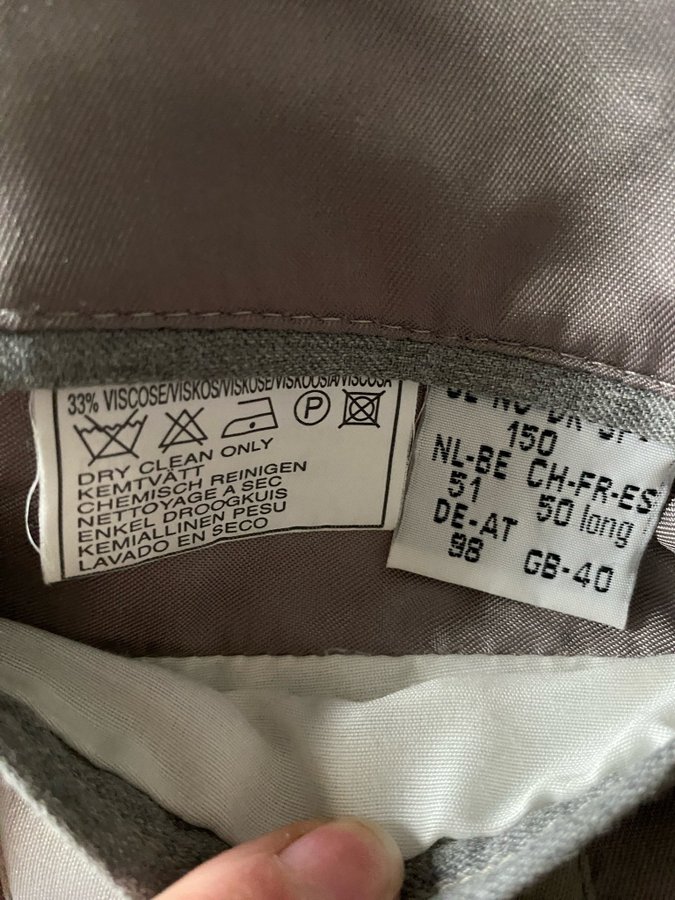 33% VISCOSE/VISKOS/VISKOSE/VISKOOSIA/VISCOSA
P
DRY CLEAN ONLY
KEMTVÄTT
CHEMISCH REINIGEN
NETTOYAGE A SEC
ENKEL DROOGKUIS
KEMIALLINEN PESU
LAVADO EN SECO
150
NL-BE CH-FR-ES
51 50 long
DE-AT
98 GB-40